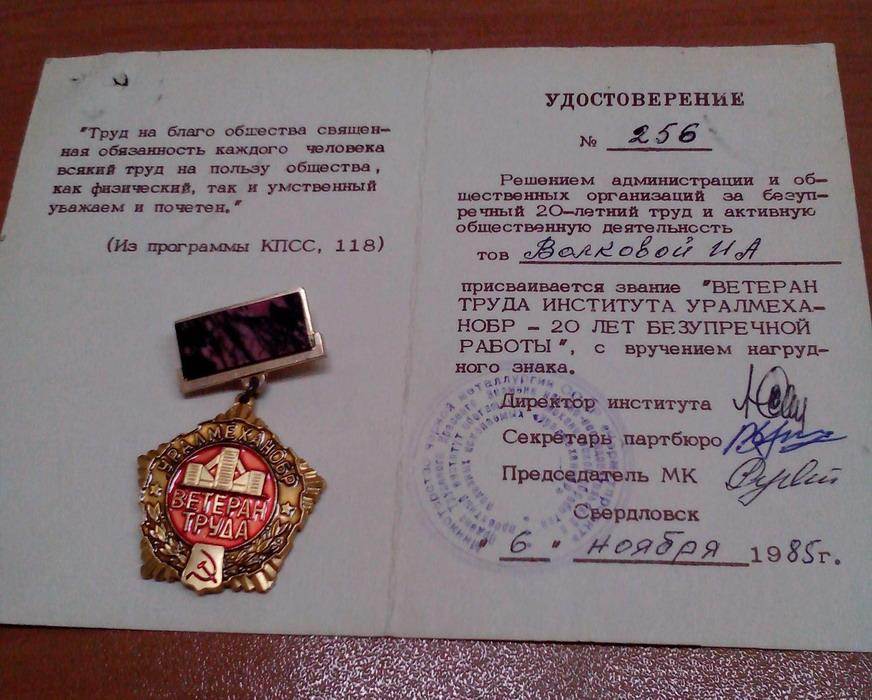 "Труд на благо общества священ-
ная обязанность каждого человека
всякий труд на пользу общества,
как физический, так и умственный
уважаем и почетен."
(Из программы КПСС, 118)
УРАЛМЕХАНОБР
ВЕТЕРАН
ТРУДА
УДОСТОВЕРЕНИЕ
№ 256
Решением администрации и об-
щественных организаций за безуп-
речный 20-летний труд и активную
общественную деятельность
тов Волковой И А
присваивается звание "ВЕТЕРАН
ТРУДА ИНСТИТУТА УРАЛМЕХА-
НОБР - 20 ЛЕТ БЕЗУПРЕЧНОЙ
РАБОТЫ", с вручением нагруд-
ного знака.
Директор института
Секретарь партбюро
Председатель МК
Свердловск
"6" ноября 1985г.